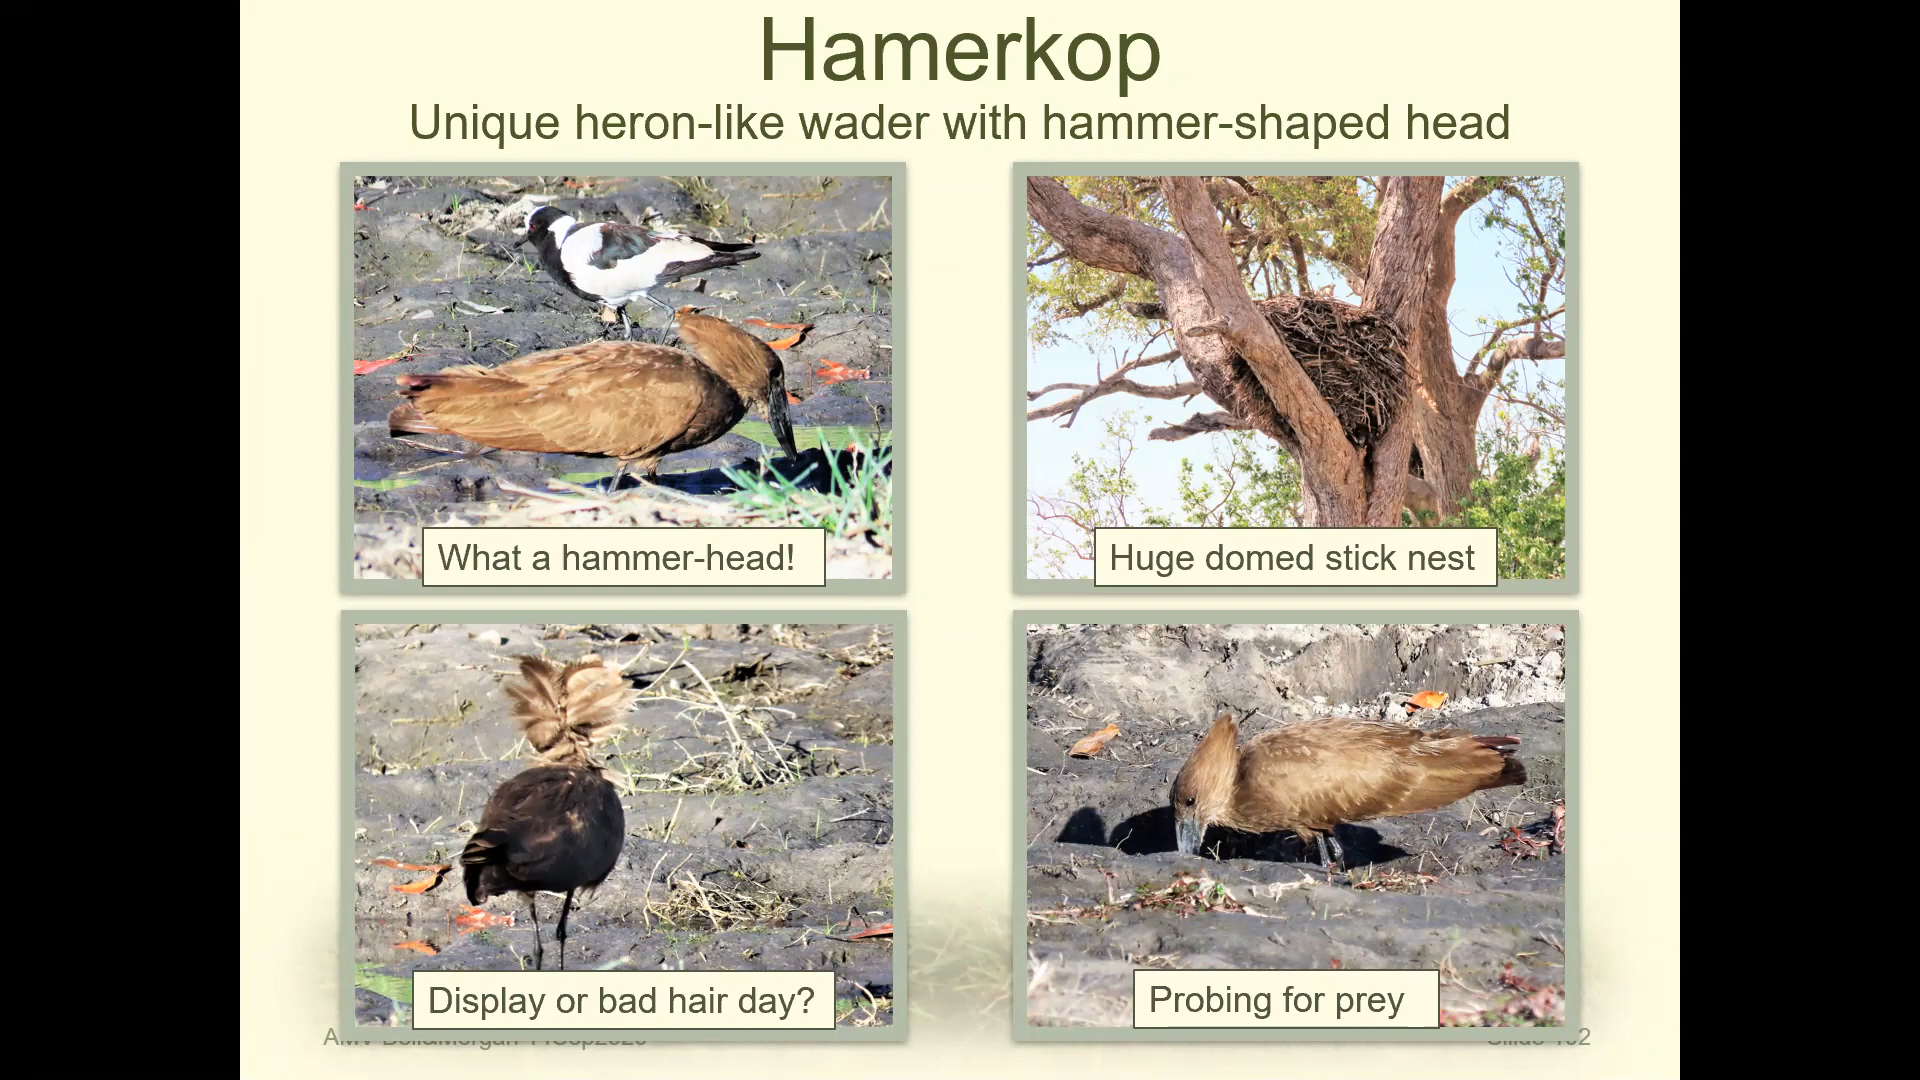 Hamerkop
Unique heron-like wader with hammer-shaped head
What a hammer-head!
Huge domed stick nest
Display or bad hair day?
Probing for prey